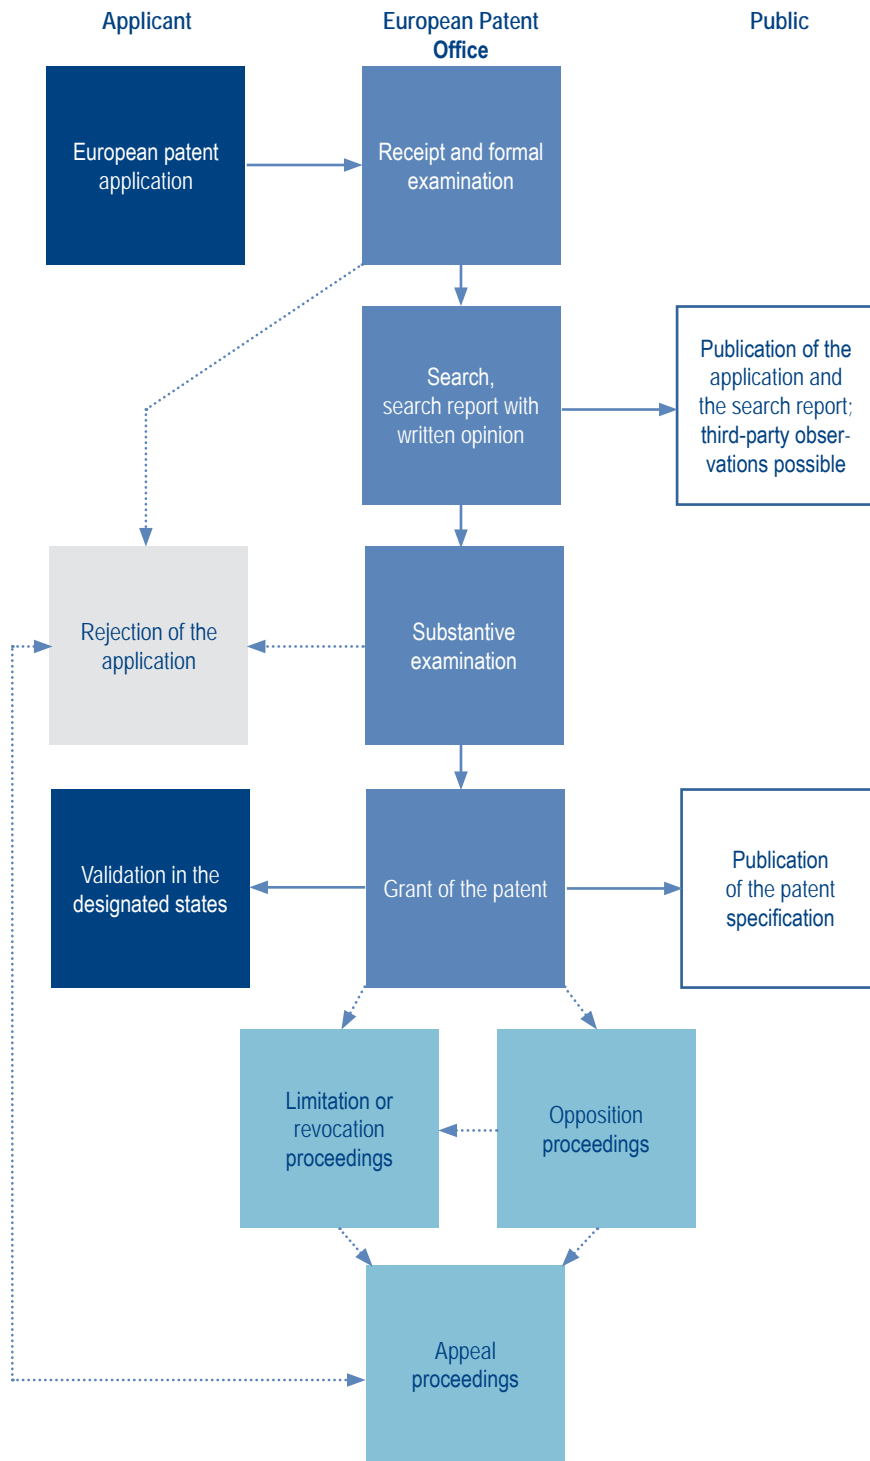 Applicant
European Patent
Office
Public
European patent
application
Receipt and formal
examination
Search,
search report with
written opinion
Publication of the
application and
the search report;
third-party obser-
vations possible
Rejection of the
application
Substantive
examination
Validation in the
designated states
Grant of the patent
Publication
of the patent
specification
Limitation or
revocation
proceedings
Opposition
proceedings
Appeal
proceedings